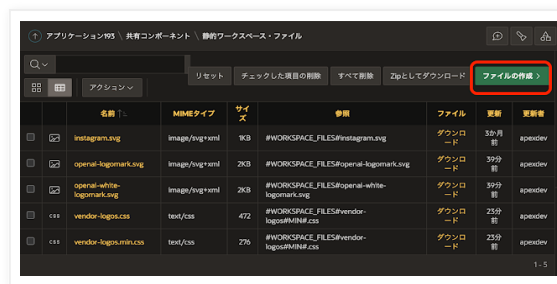 アプリケーション193 \ 共有コンポーネント \ 静的ワークスペース・ファイル
リセット チェックした項目の削除 すべて削除 Zipとしてダウンロード ファイルの作成 >
アクション
名前 MIMEタイプ サイズ 参照 ファイル 更新 更新者
instagram.svg image/svg+xml 1KB #WORKSPACE_FILES#instagram.svg ダウンロード 3か月前 apexdev
openai-logomark.svg image/svg+xml 2KB #WORKSPACE_FILES#openai-logomark.svg ダウンロード 39分前 apexdev
openai-white-logomark.svg image/svg+xml 2KB #WORKSPACE_FILES#openai-white-logomark.svg ダウンロード 39分前 apexdev
css vendor-logos.css text/css 472 #WORKSPACE_FILES#vendor-logos#MIN#.css ダウンロード 23分前 apexdev
css vendor-logos.min.css text/css 276 #WORKSPACE_FILES#vendor-logos#MIN#.css ダウンロード 23分前 apexdev
1 - 5